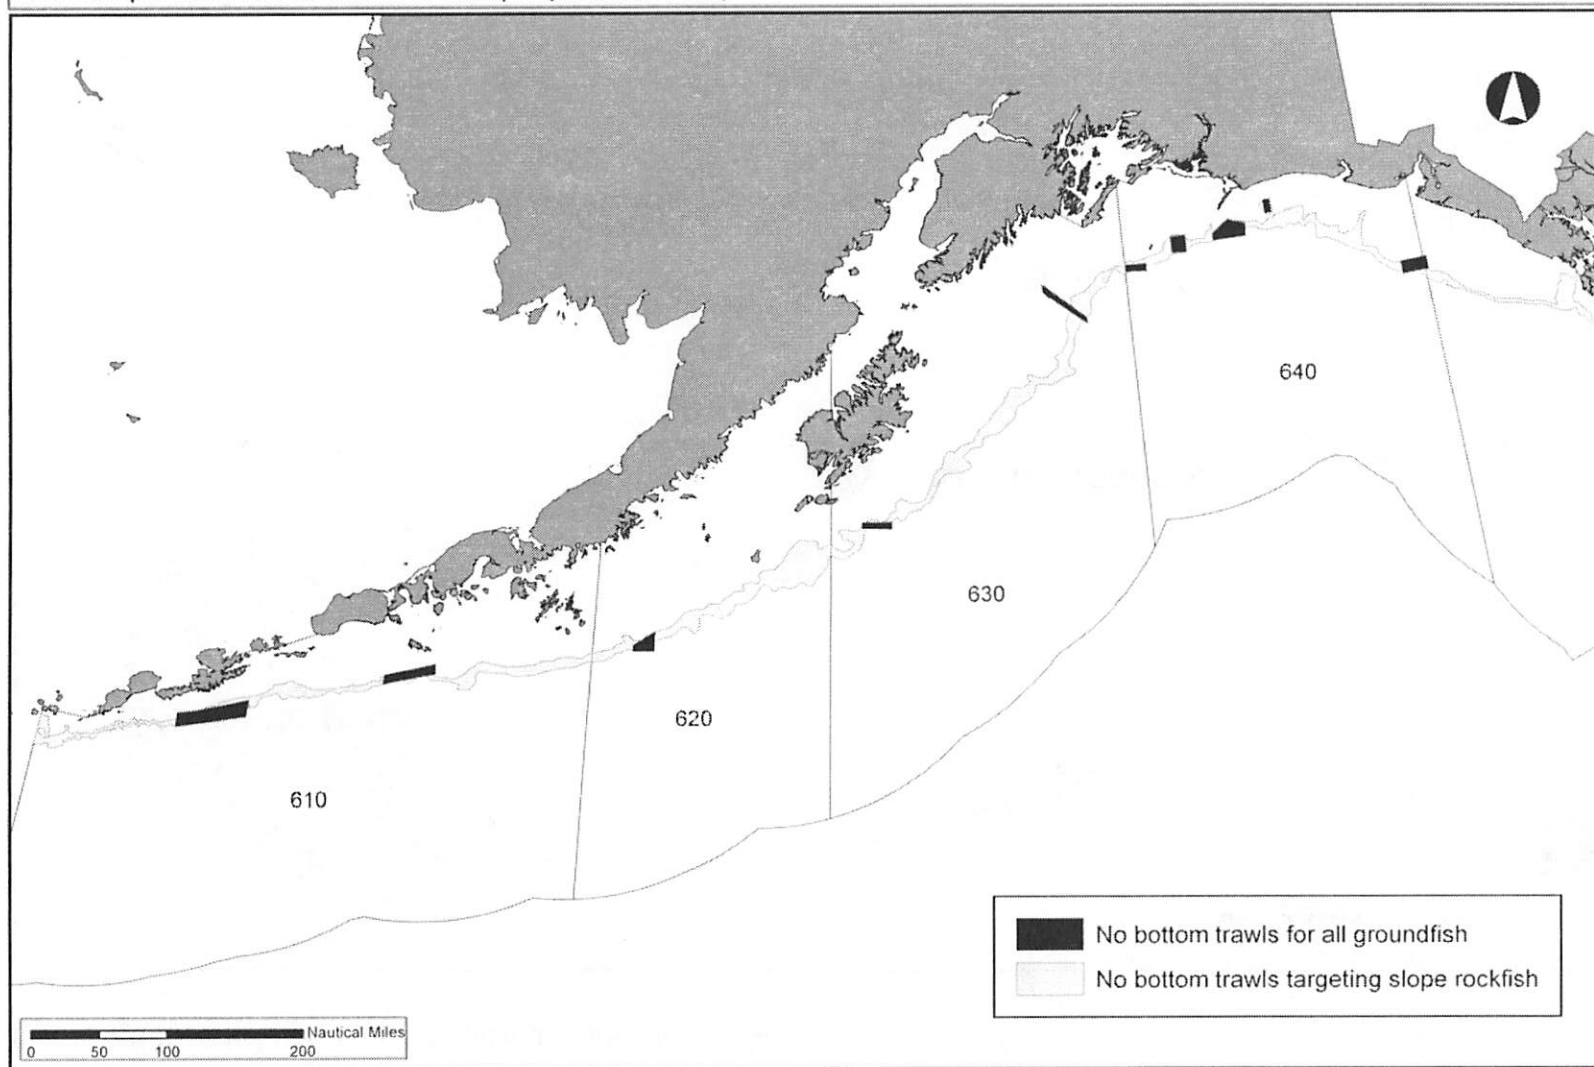 640
630
620
610
No bottom trawls for all groundfish
No bottom trawls targeting slope rockfish
Nautical Miles
0 50 100 200